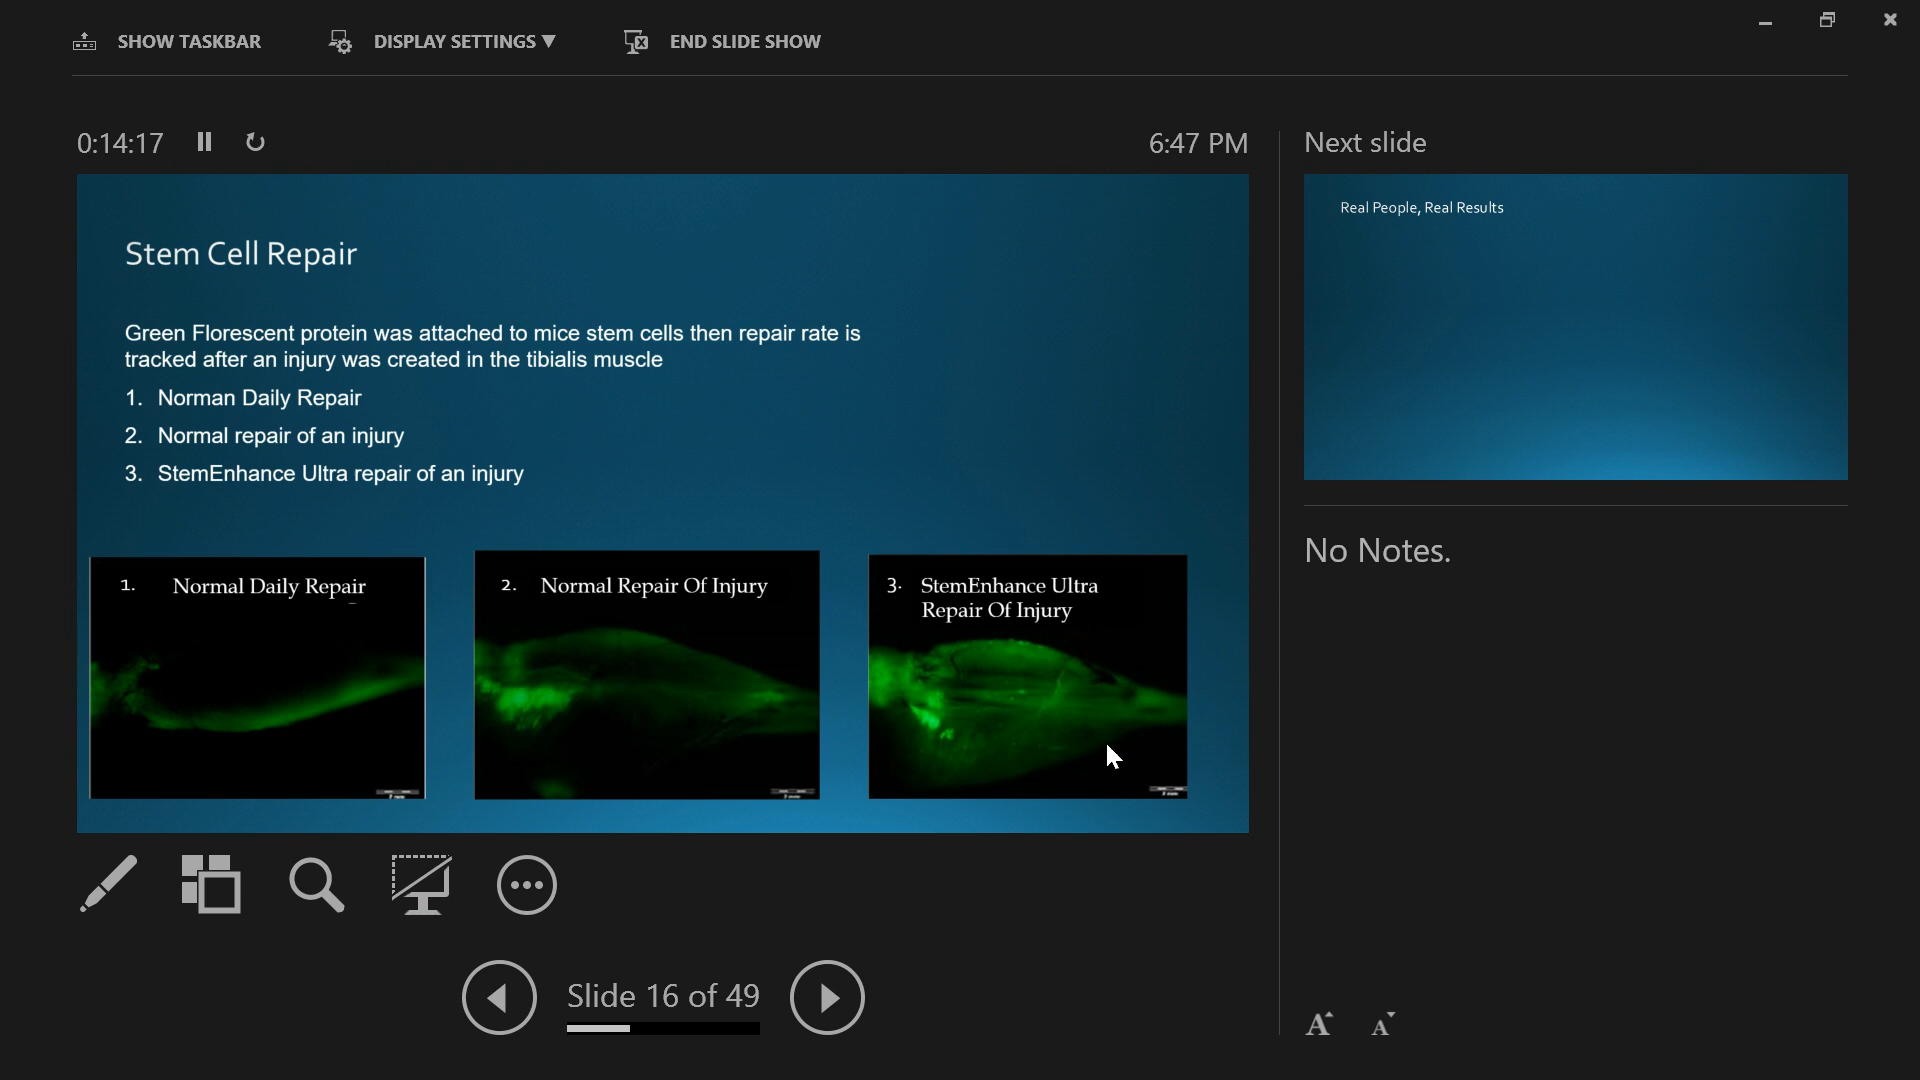 SHOW TASKBAR
DISPLAY SETTINGS ▼
END SLIDE SHOW
0:14:17
6:47 PM
Stem Cell Repair
Green Florescent protein was attached to mice stem cells then repair rate is
tracked after an injury was created in the tibialis muscle
1. Norman Daily Repair
2. Normal repair of an injury
3. StemEnhance Ultra repair of an injury
1. Normal Daily Repair
2. Normal Repair Of Injury
3. StemEnhance Ultra
Repair Of Injury
Slide 16 of 49
Next slide
Real People, Real Results
No Notes.
A
A